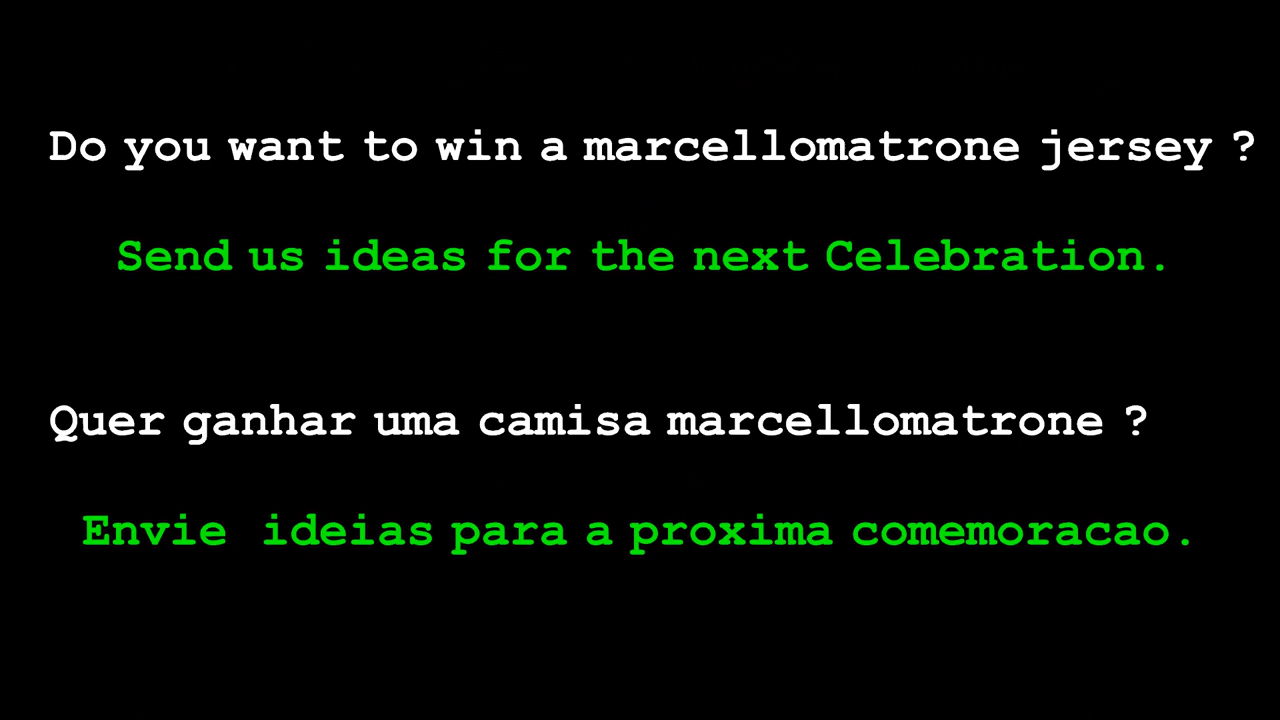 Do you want to win a marcellomatrone jersey ?
Send us ideas for the next Celebration.
Quer ganhar uma camisa marcellomatrone ?
Envie ideias para a proxima comemoracao.